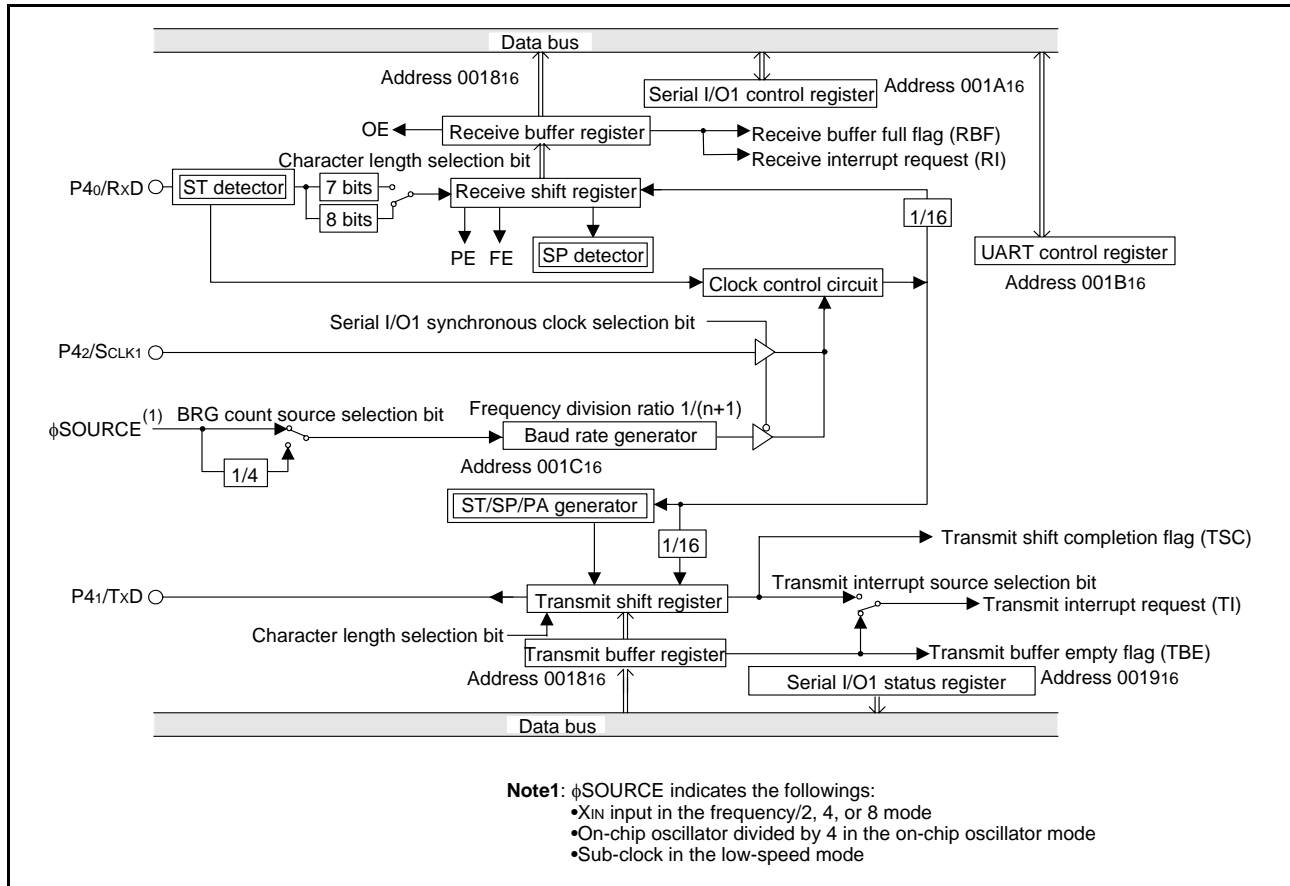 Data bus
Address 001816
Serial I/O1 control register
Address 001A16
OE
Receive buffer register
Receive buffer full flag (RBF)
Receive interrupt request (RI)
Character length selection bit
P40/RxD
ST detector
7 bits
8 bits
Receive shift register
1/16
PE
FE
SP detector
UART control register
Address 001B16
Clock control circuit
Serial I/O1 synchronous clock selection bit
P42/SCLK1
φSOURCE(1)
BRG count source selection bit
Frequency division ratio 1/(n+1)
Baud rate generator
1/4
Address 001C16
ST/SP/PA generator
1/16
Transmit shift completion flag (TSC)
Transmit interrupt source selection bit
P41/TxD
Transmit shift register
Transmit interrupt request (TI)
Character length selection bit
Transmit buffer register
Transmit buffer empty flag (TBE)
Address 001816
Serial I/O1 status register
Address 001916
Data bus
Note1: φSOURCE indicates the followings:
•XIN input in the frequency/2, 4, or 8 mode
•On-chip oscillator divided by 4 in the on-chip oscillator mode
•Sub-clock in the low-speed mode